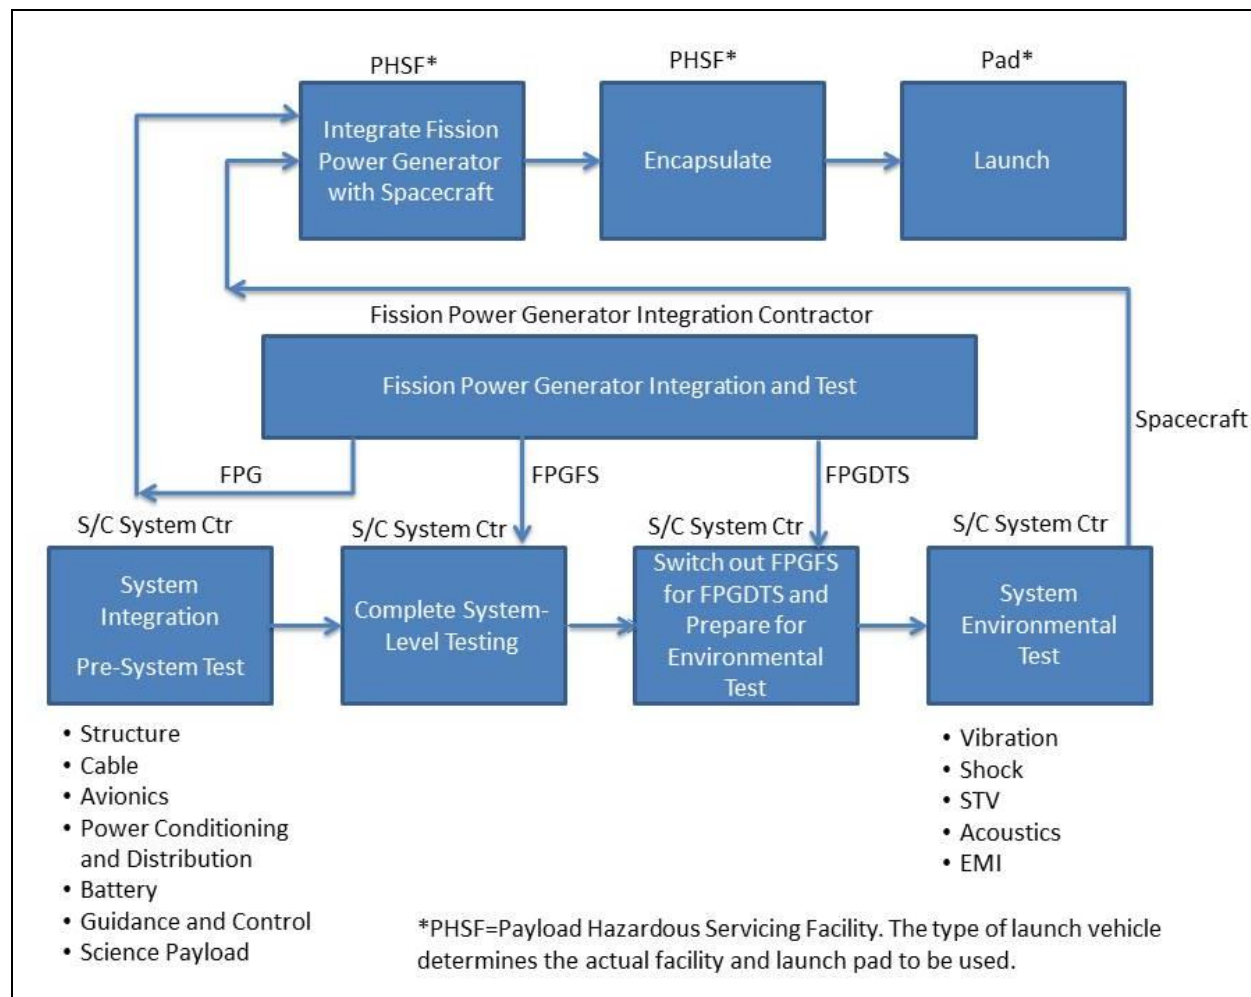 PHSF*
PHSF*
Pad*
Integrate Fission
Power Generator
with Spacecraft
Encapsulate
Launch
Fission Power Generator Integration Contractor
Fission Power Generator Integration and Test
Spacecraft
FPG
FPGFS
FPGDTS
S/C System Ctr
S/C System Ctr
S/C System Ctr
S/C System Ctr
System
Integration
Pre-System Test
Complete System-
Level Testing
Switch out FPGFS
for FPGDTS and
Prepare for
Environmental
Test
System
Environmental
Test
• Structure
• Cable
• Avionics
• Power Conditioning
and Distribution
• Battery
• Guidance and Control
• Science Payload
• Vibration
• Shock
• STV
• Acoustics
• EMI
*PHSF=Payload Hazardous Servicing Facility. The type of launch vehicle
determines the actual facility and launch pad to be used.